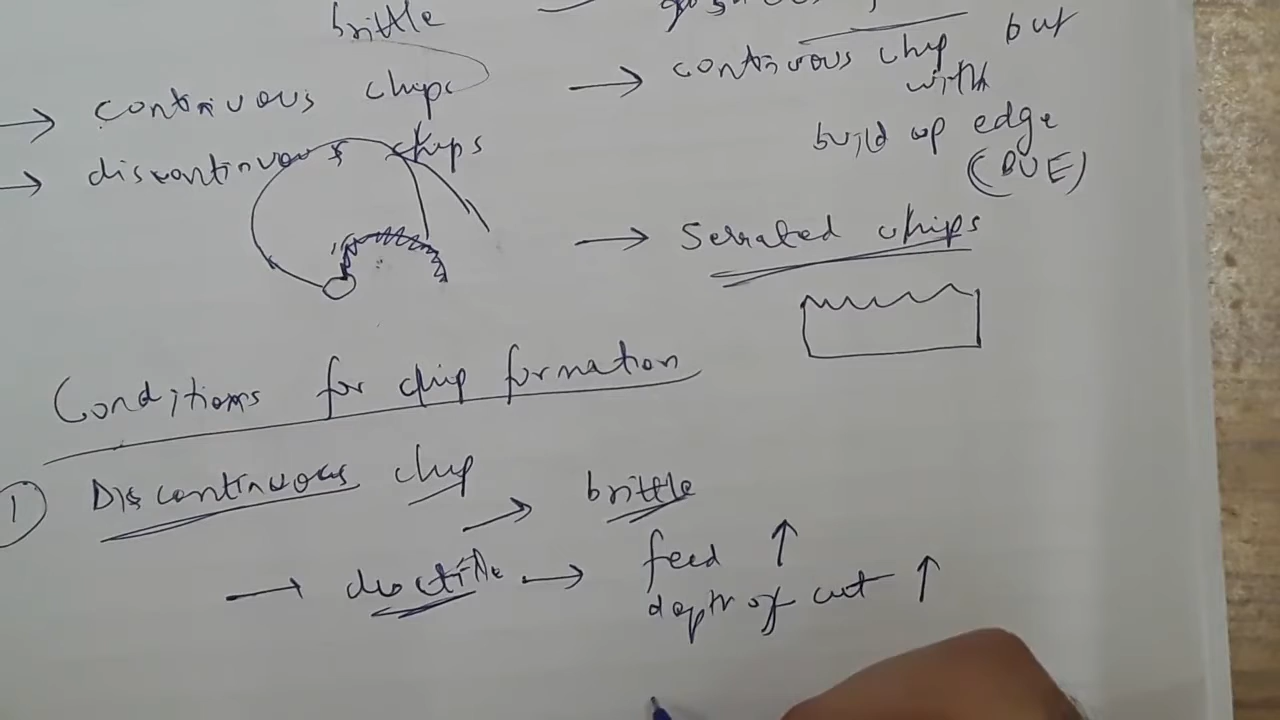 brittle
→ continuous chips
→ discontinuous chips
→ continuous chip but
with
build up edge
(BUE)
→ Serrated chips
Conditions for chip formation
① Discontinuous chip
→ brittle
→ ductile → feed ↑
depth of cut ↑